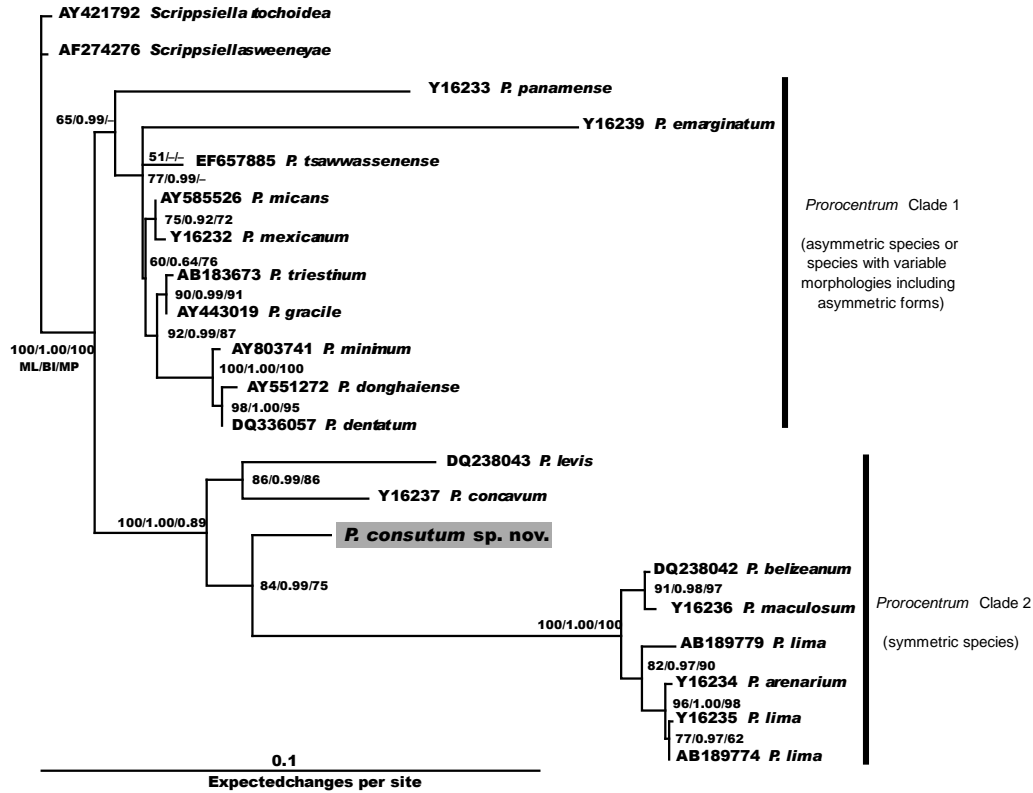 AY421792 Scrippsiella tochoidea
AF274276 Scrippsiellasweeneyae
Y16233 P. panamense
65/0.99/–
Y16239 P. emarginatum
51/–/–
EF657885 P. tsawwassenense
77/0.99/–
AY585526 P. micans
75/0.92/72
Y16232 P. mexicanum
60/0.64/76
AB183673 P. triestinum
90/0.99/91
AY443019 P. gracile
92/0.99/87
AY803741 P. minimum
100/1.00/100
AY551272 P. donghaiense
98/1.00/95
DQ336057 P. dentatum
Prorocentrum Clade 1
(asymmetric species or
species with variable
morphologies including
asymmetric forms)
100/1.00/100
ML/BI/MP
DQ238043 P. levis
86/0.99/86
Y16237 P. concavum
100/1.00/0.89
P. consutum sp. nov.
84/0.99/75
DQ238042 P. belizeanum
91/0.98/97
Y16236 P. maculosum
100/1.00/100
AB189779 P. lima
82/0.97/90
Y16234 P. arenarium
96/1.00/98
Y16235 P. lima
77/0.97/62
AB189774 P. lima
Prorocentrum Clade 2
(symmetric species)
0.1
Expectedchanges per site